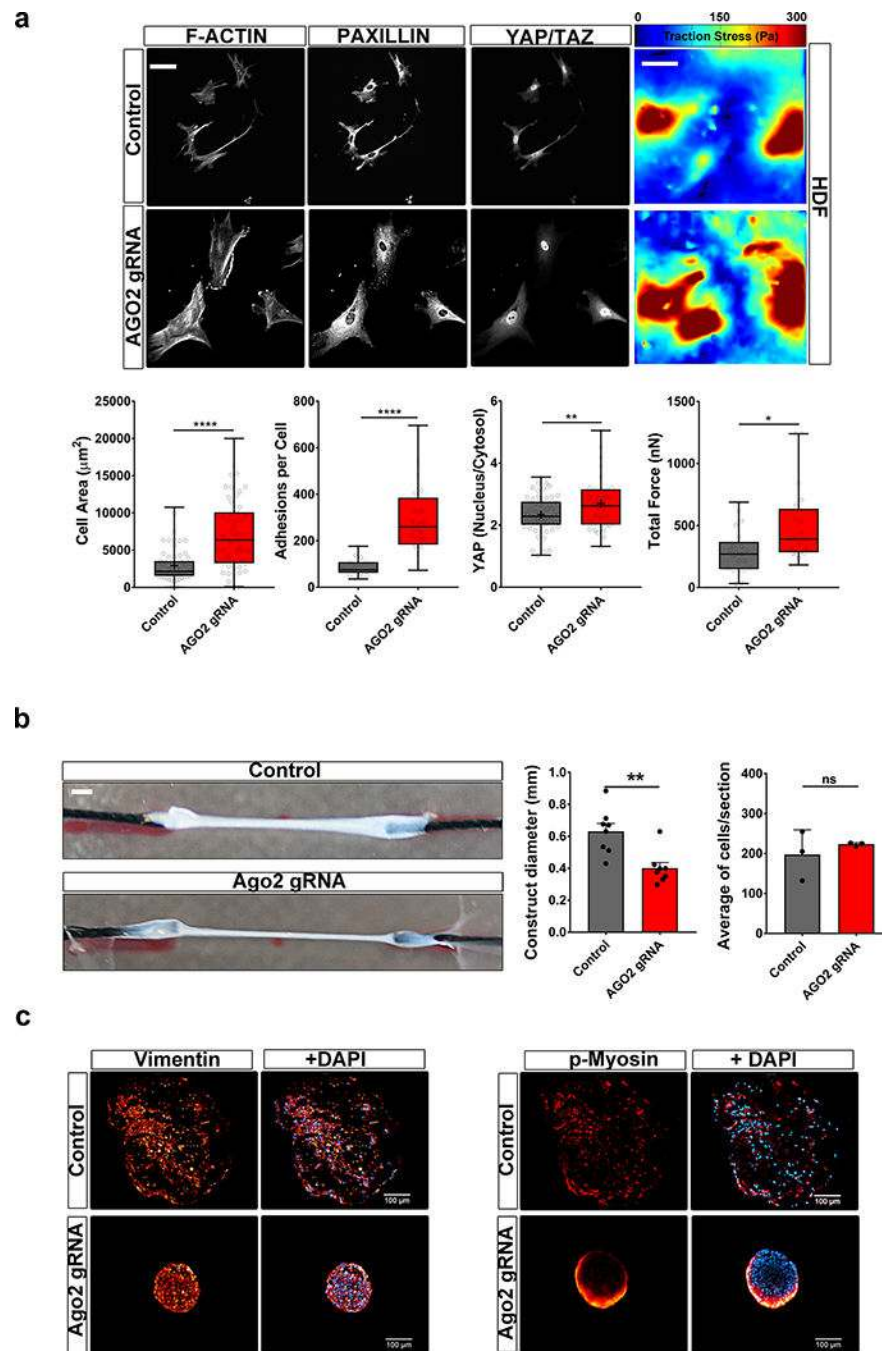 a
F-ACTIN PAXILLIN YAP/TAZ
0 150 300
Traction Stress (Pa)
Control
AGO2 gRNA
HDF
Cell Area (μm²)
25000
20000
15000
10000
5000
0
****
Control
AGO2 gRNA
Adhesions per Cell
800
600
400
200
0
****
Control
AGO2 gRNA
YAP (Nucleus/Cytosol)
6
4
2
0
**
Control
AGO2 gRNA
Total Force (nN)
1500
1000
500
0
*
Control
AGO2 gRNA
b
Control
Ago2 gRNA
Construct diameter (mm)
1.0
0.8
0.6
0.4
0.2
0.0
**
Control
AGO2 gRNA
Average of cells/section
400
300
200
100
0
ns
Control
AGO2 gRNA
c
Vimentin +DAPI
Control
100 μm
Ago2 gRNA
100 μm
p-Myosin + DAPI
Control
100 μm
Ago2 gRNA
100 μm